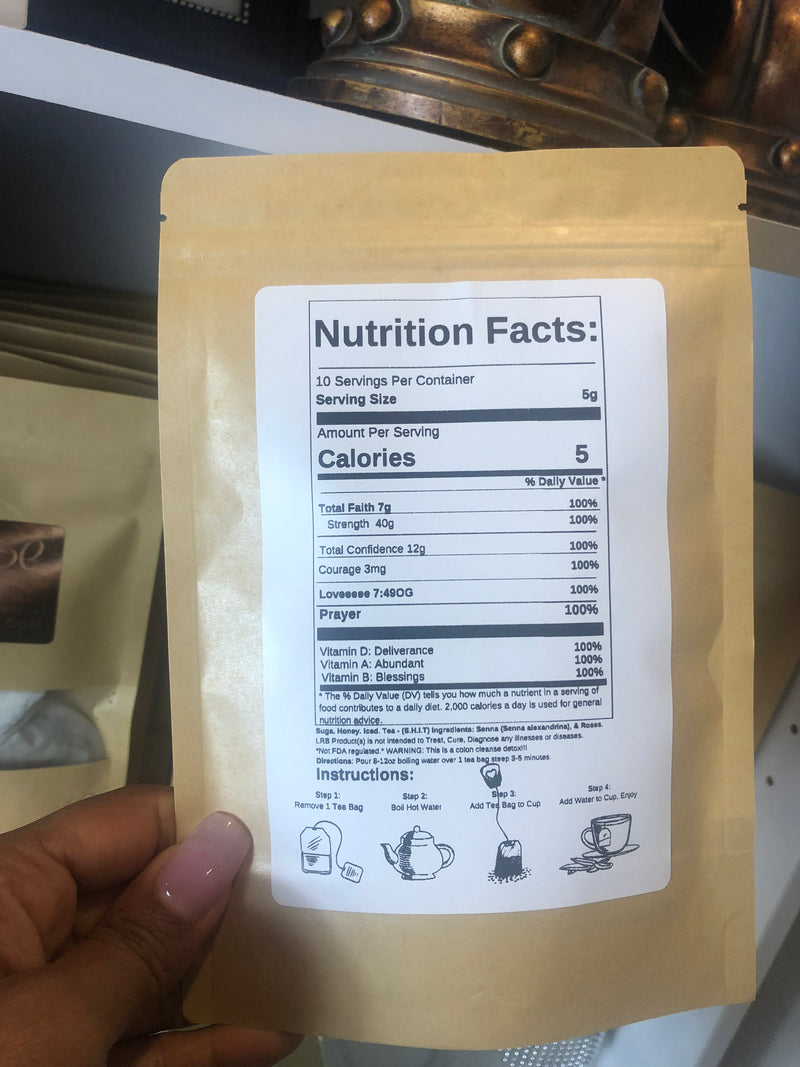 Nutrition Facts:
10 Servings Per Container
Serving Size 5g
Amount Per Serving
Calories 5
% Daily Value *
Total Faith 7g 100%
Strength 40g 100%
Total Confidence 12g 100%
Courage 3mg 100%
Loveeeee 7:49OG 100%
Prayer 100%
Vitamin D: Deliverance 100%
Vitamin A: Abundant 100%
Vitamin B: Blessings 100%
* The % Daily Value (DV) tells you how much a nutrient in a serving of
food contributes to a daily diet. 2,000 calories a day is used for general
nutrition advice.
Suga. Honey. Iced. Tea - (S.H.I.T) Ingredients: Senna (Senna alexandrina), & Roses.
LRB Product(s) is not intended to Treat, Cure, Diagnose any illnesses or diseases.
*Not FDA regulated.* WARNING: This is a colon cleanse detox!!!
Directions: Pour 8-12oz boiling water over 1 tea bag steep 3-5 minutes
Instructions:
Step 1:
Remove 1 Tea Bag
Step 2:
Boil Hot Water
Step 3:
Add Tea Bag to Cup
Step 4:
Add Water to Cup, Enjoy